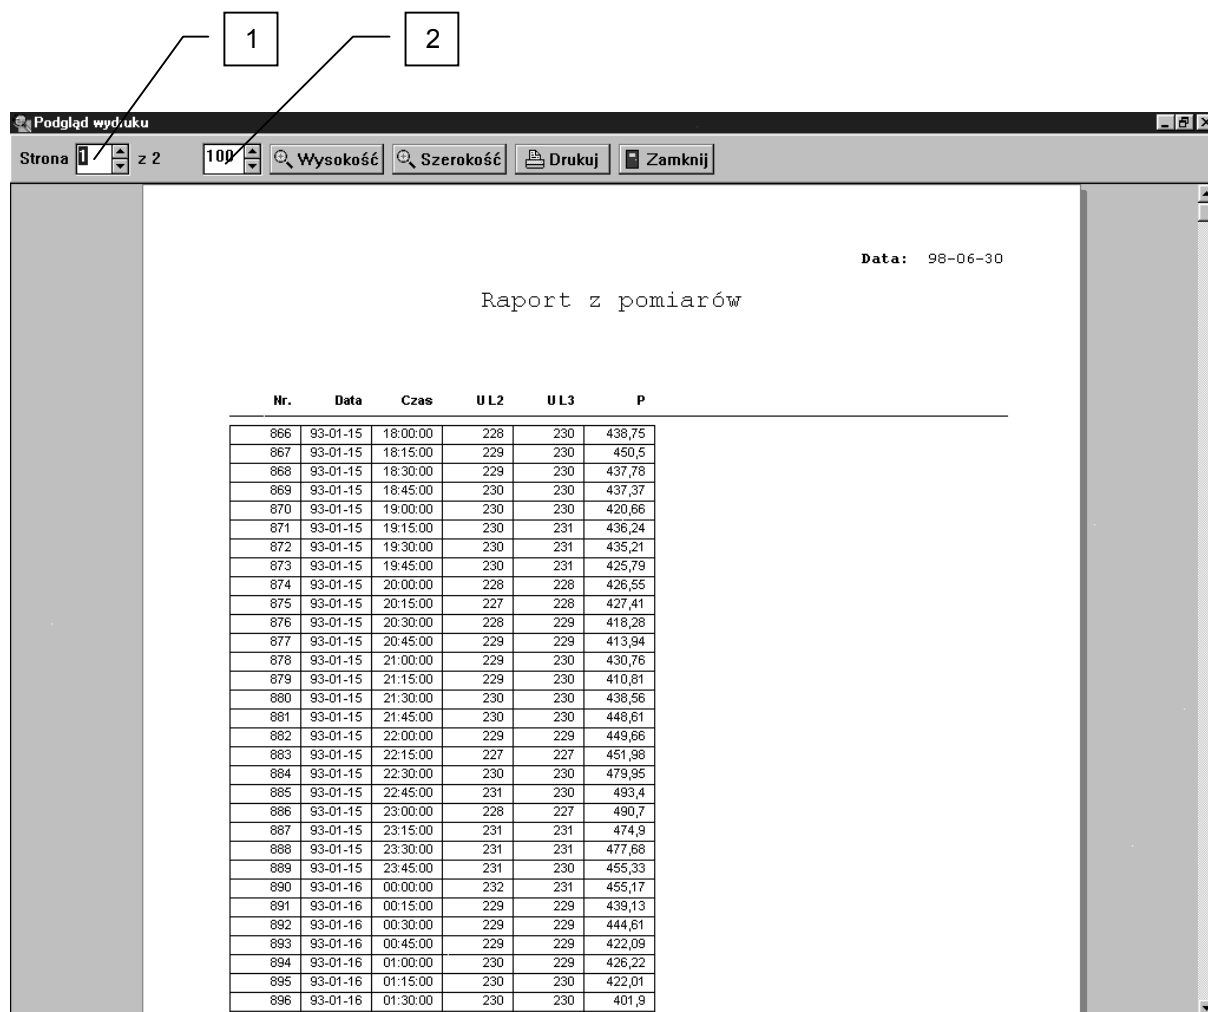 1 2
Podgląd wydruku
Strona 1 z 2 100 Wysokość Szerokość Drukuj Zamknij
Data: 98-06-30
Raport z pomiarów
Nr. Data Czas U L2 U L3 P
866 93-01-15 18:00:00 228 230 438,75
867 93-01-15 18:15:00 229 230 450,5
868 93-01-15 18:30:00 229 230 437,78
869 93-01-15 18:45:00 230 230 437,37
870 93-01-15 19:00:00 230 230 420,66
871 93-01-15 19:15:00 230 231 436,24
872 93-01-15 19:30:00 230 231 435,21
873 93-01-15 19:45:00 230 231 425,79
874 93-01-15 20:00:00 228 228 426,55
875 93-01-15 20:15:00 227 228 427,41
876 93-01-15 20:30:00 228 229 418,28
877 93-01-15 20:45:00 229 229 413,94
878 93-01-15 21:00:00 229 230 430,76
879 93-01-15 21:15:00 229 230 410,81
880 93-01-15 21:30:00 230 230 438,56
881 93-01-15 21:45:00 230 230 448,61
882 93-01-15 22:00:00 229 229 449,66
883 93-01-15 22:15:00 227 227 451,98
884 93-01-15 22:30:00 230 230 479,95
885 93-01-15 22:45:00 231 230 493,4
886 93-01-15 23:00:00 228 227 490,7
887 93-01-15 23:15:00 231 231 474,9
888 93-01-15 23:30:00 231 231 477,68
889 93-01-15 23:45:00 231 230 455,33
890 93-01-16 00:00:00 232 231 455,17
891 93-01-16 00:15:00 229 229 439,13
892 93-01-16 00:30:00 229 229 444,61
893 93-01-16 00:45:00 229 229 422,09
894 93-01-16 01:00:00 230 229 426,22
895 93-01-16 01:15:00 230 230 422,01
896 93-01-16 01:30:00 230 230 401,9